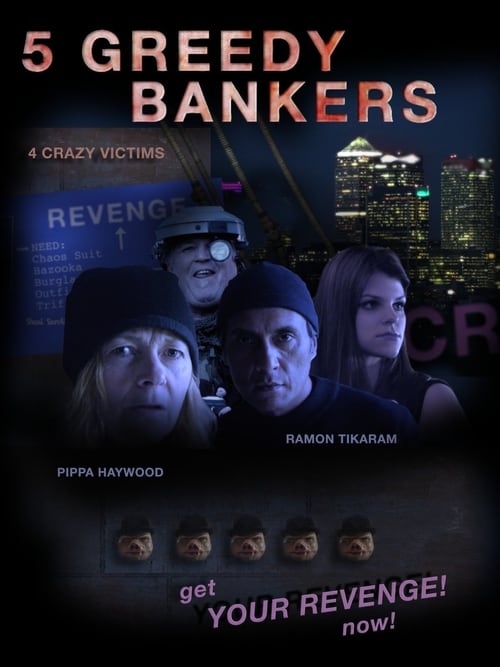 5 GREEDY
BANKERS
4 CRAZY VICTIMS
REVENGE
NEED:
Chaos Suit
Bazooka
CR
RAMON TIKARAM
PIPPA HAYWOOD
get
YOUR REVENGE!
now!